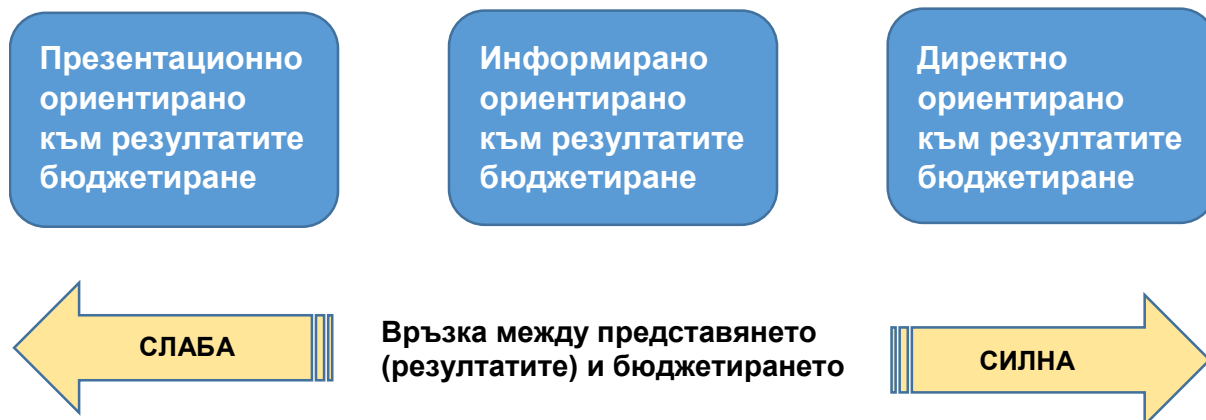 Презентационно
ориентирано
към резултатите
бюджетиране
Информирано
ориентирано
към резултатите
бюджетиране
Директно
ориентирано
към резултатите
бюджетиране
СЛАБА
Връзка между представянето
(резултатите) и бюджетирането
СИЛНА